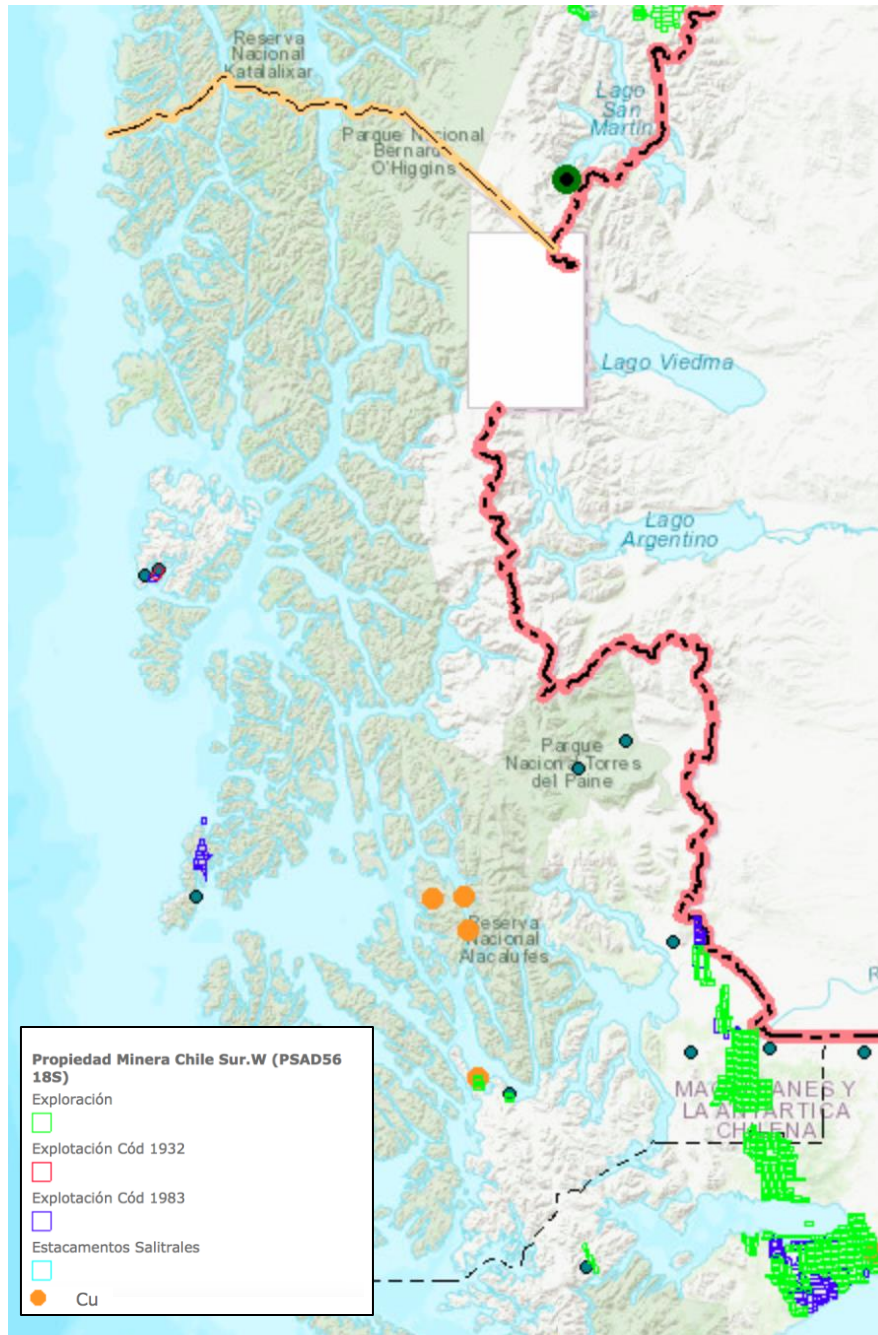 Reserva
Nacional
Katalalixar
Lago
San
Martín
Parque Nacional
Bernardo
O'Higgins
Lago Viedma
Lago
Argentino
Parque
Nacional Torres
del Paine
Reserva
Nacional
Alacalufes
R
MAGALLANES Y
LA ANTÁRTICA
CHILENA
Propiedad Minera Chile Sur.W (PSAD56
18S)
Exploración
Explotación Cód 1932
Explotación Cód 1983
Estacamentos Salitrales
Cu